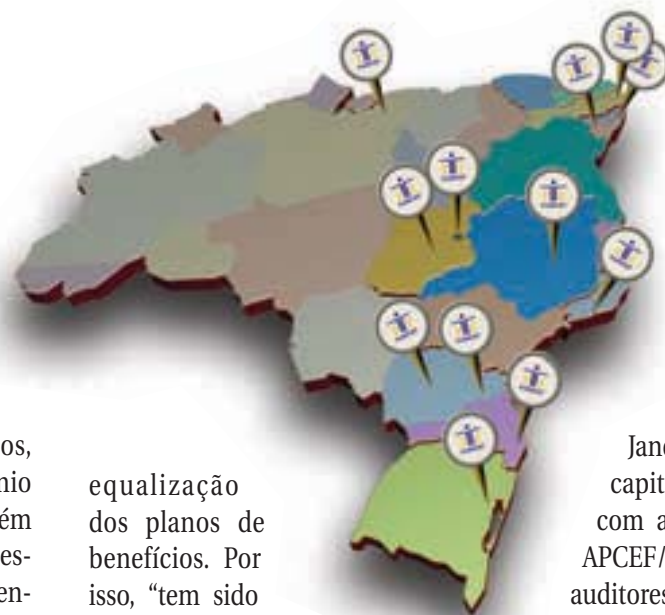 os,
nio
ém
es-
en-
equalização
dos planos de
benefícios. Por
isso, “tem sido
Jane
capit
com a
APCEF/
auditores